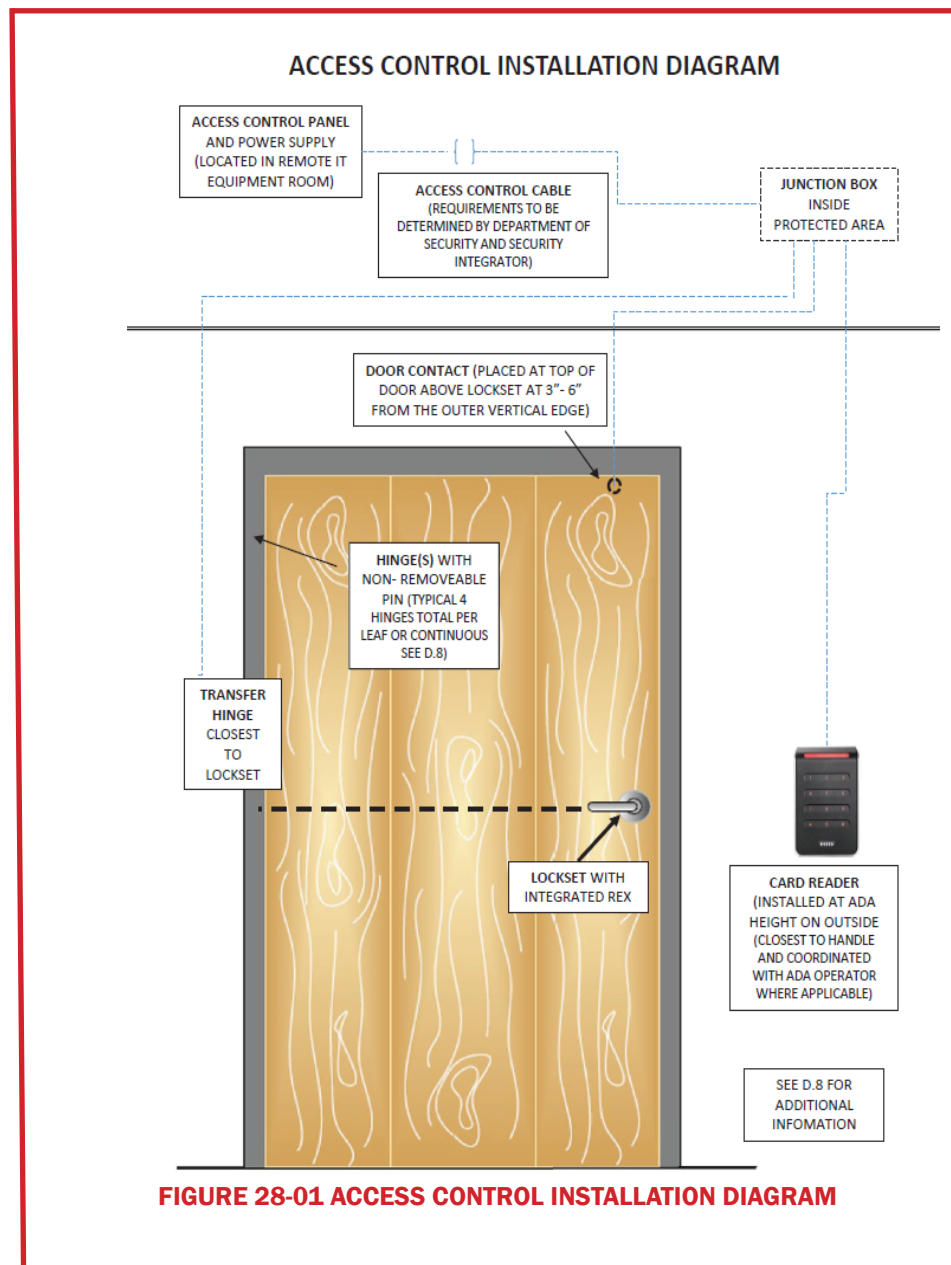 ACCESS CONTROL INSTALLATION DIAGRAM
ACCESS CONTROL PANEL
AND POWER SUPPLY
(LOCATED IN REMOTE IT
EQUIPMENT ROOM)
ACCESS CONTROL CABLE
(REQUIREMENTS TO BE
DETERMINED BY DEPARTMENT OF
SECURITY AND SECURITY
INTEGRATOR)
JUNCTION BOX
INSIDE
PROTECTED AREA
DOOR CONTACT (PLACED AT TOP OF
DOOR ABOVE LOCKSET AT 3”- 6”
FROM THE OUTER VERTICAL EDGE)
HINGE(S) WITH
NON- REMOVEABLE
PIN (TYPICAL 4
HINGES TOTAL PER
LEAF OR CONTINUOUS
SEE D.8)
TRANSFER
HINGE
CLOSEST
TO
LOCKSET
LOCKSET WITH
INTEGRATED REX
CARD READER
(INSTALLED AT ADA
HEIGHT ON OUTSIDE
(CLOSEST TO HANDLE
AND COORDINATED
WITH ADA OPERATOR
WHERE APPLICABLE)
SEE D.8 FOR
ADDITIONAL
INFOMATION
FIGURE 28-01 ACCESS CONTROL INSTALLATION DIAGRAM